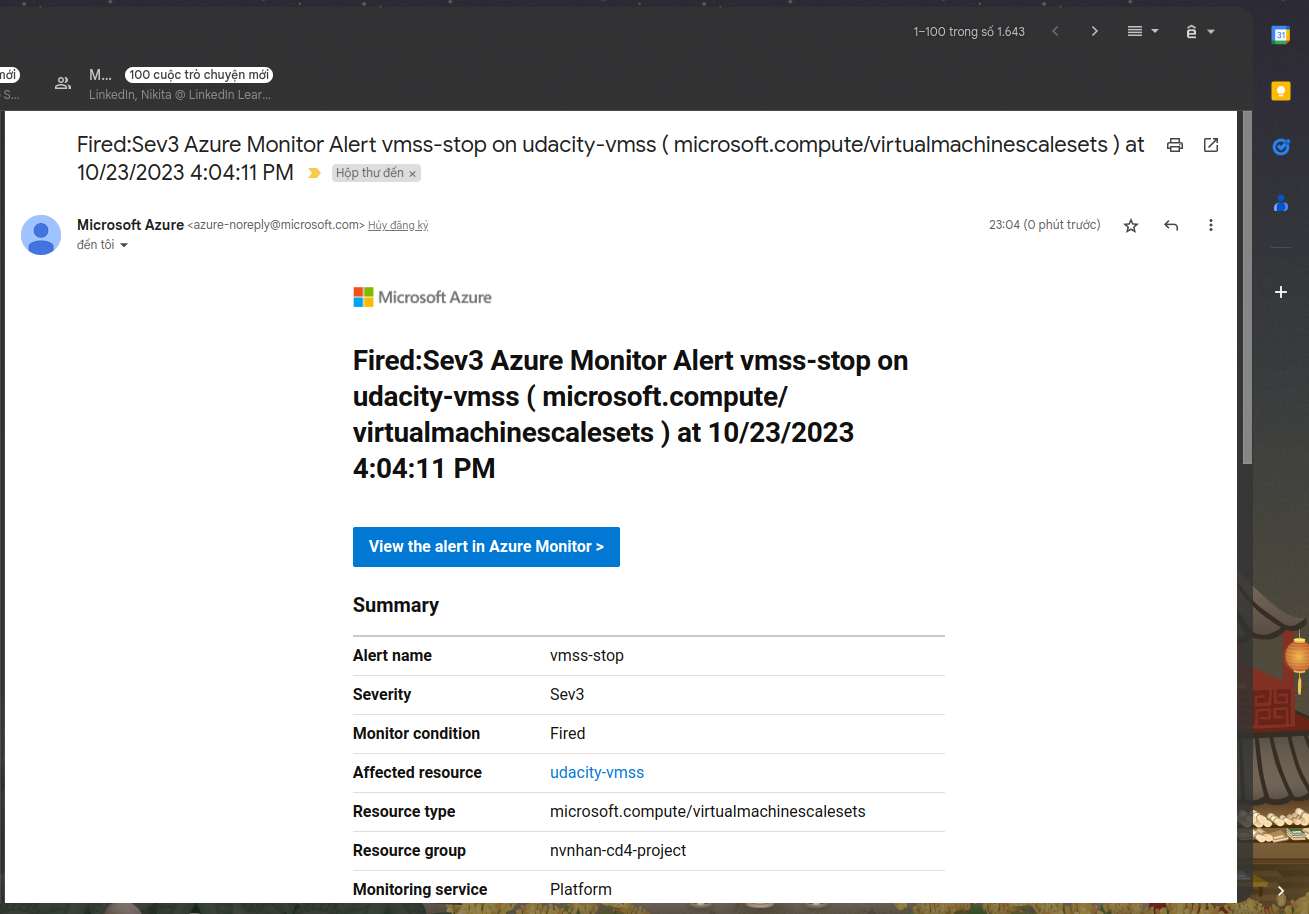 1–100 trong số 1.643
ê
31
mới
M... 100 cuộc trò chuyện mới
S...
LinkedIn, Nikita @ LinkedIn Lear...
Fired:Sev3 Azure Monitor Alert vmss-stop on udacity-vmss ( microsoft.compute/virtualmachinescalesets ) at
10/23/2023 4:04:11 PM Hộp thư đến ×
Microsoft Azure <azure-noreply@microsoft.com> Hủy đăng ký
23:04 (0 phút trước)
đến tôi
Microsoft Azure
Fired:Sev3 Azure Monitor Alert vmss-stop on
udacity-vmss ( microsoft.compute/
virtualmachinescalesets ) at 10/23/2023
4:04:11 PM
View the alert in Azure Monitor >
Summary
Alert name vmss-stop
Severity Sev3
Monitor condition Fired
Affected resource udacity-vmss
Resource type microsoft.compute/virtualmachinescalesets
Resource group nvnhan-cd4-project
Monitoring service Platform